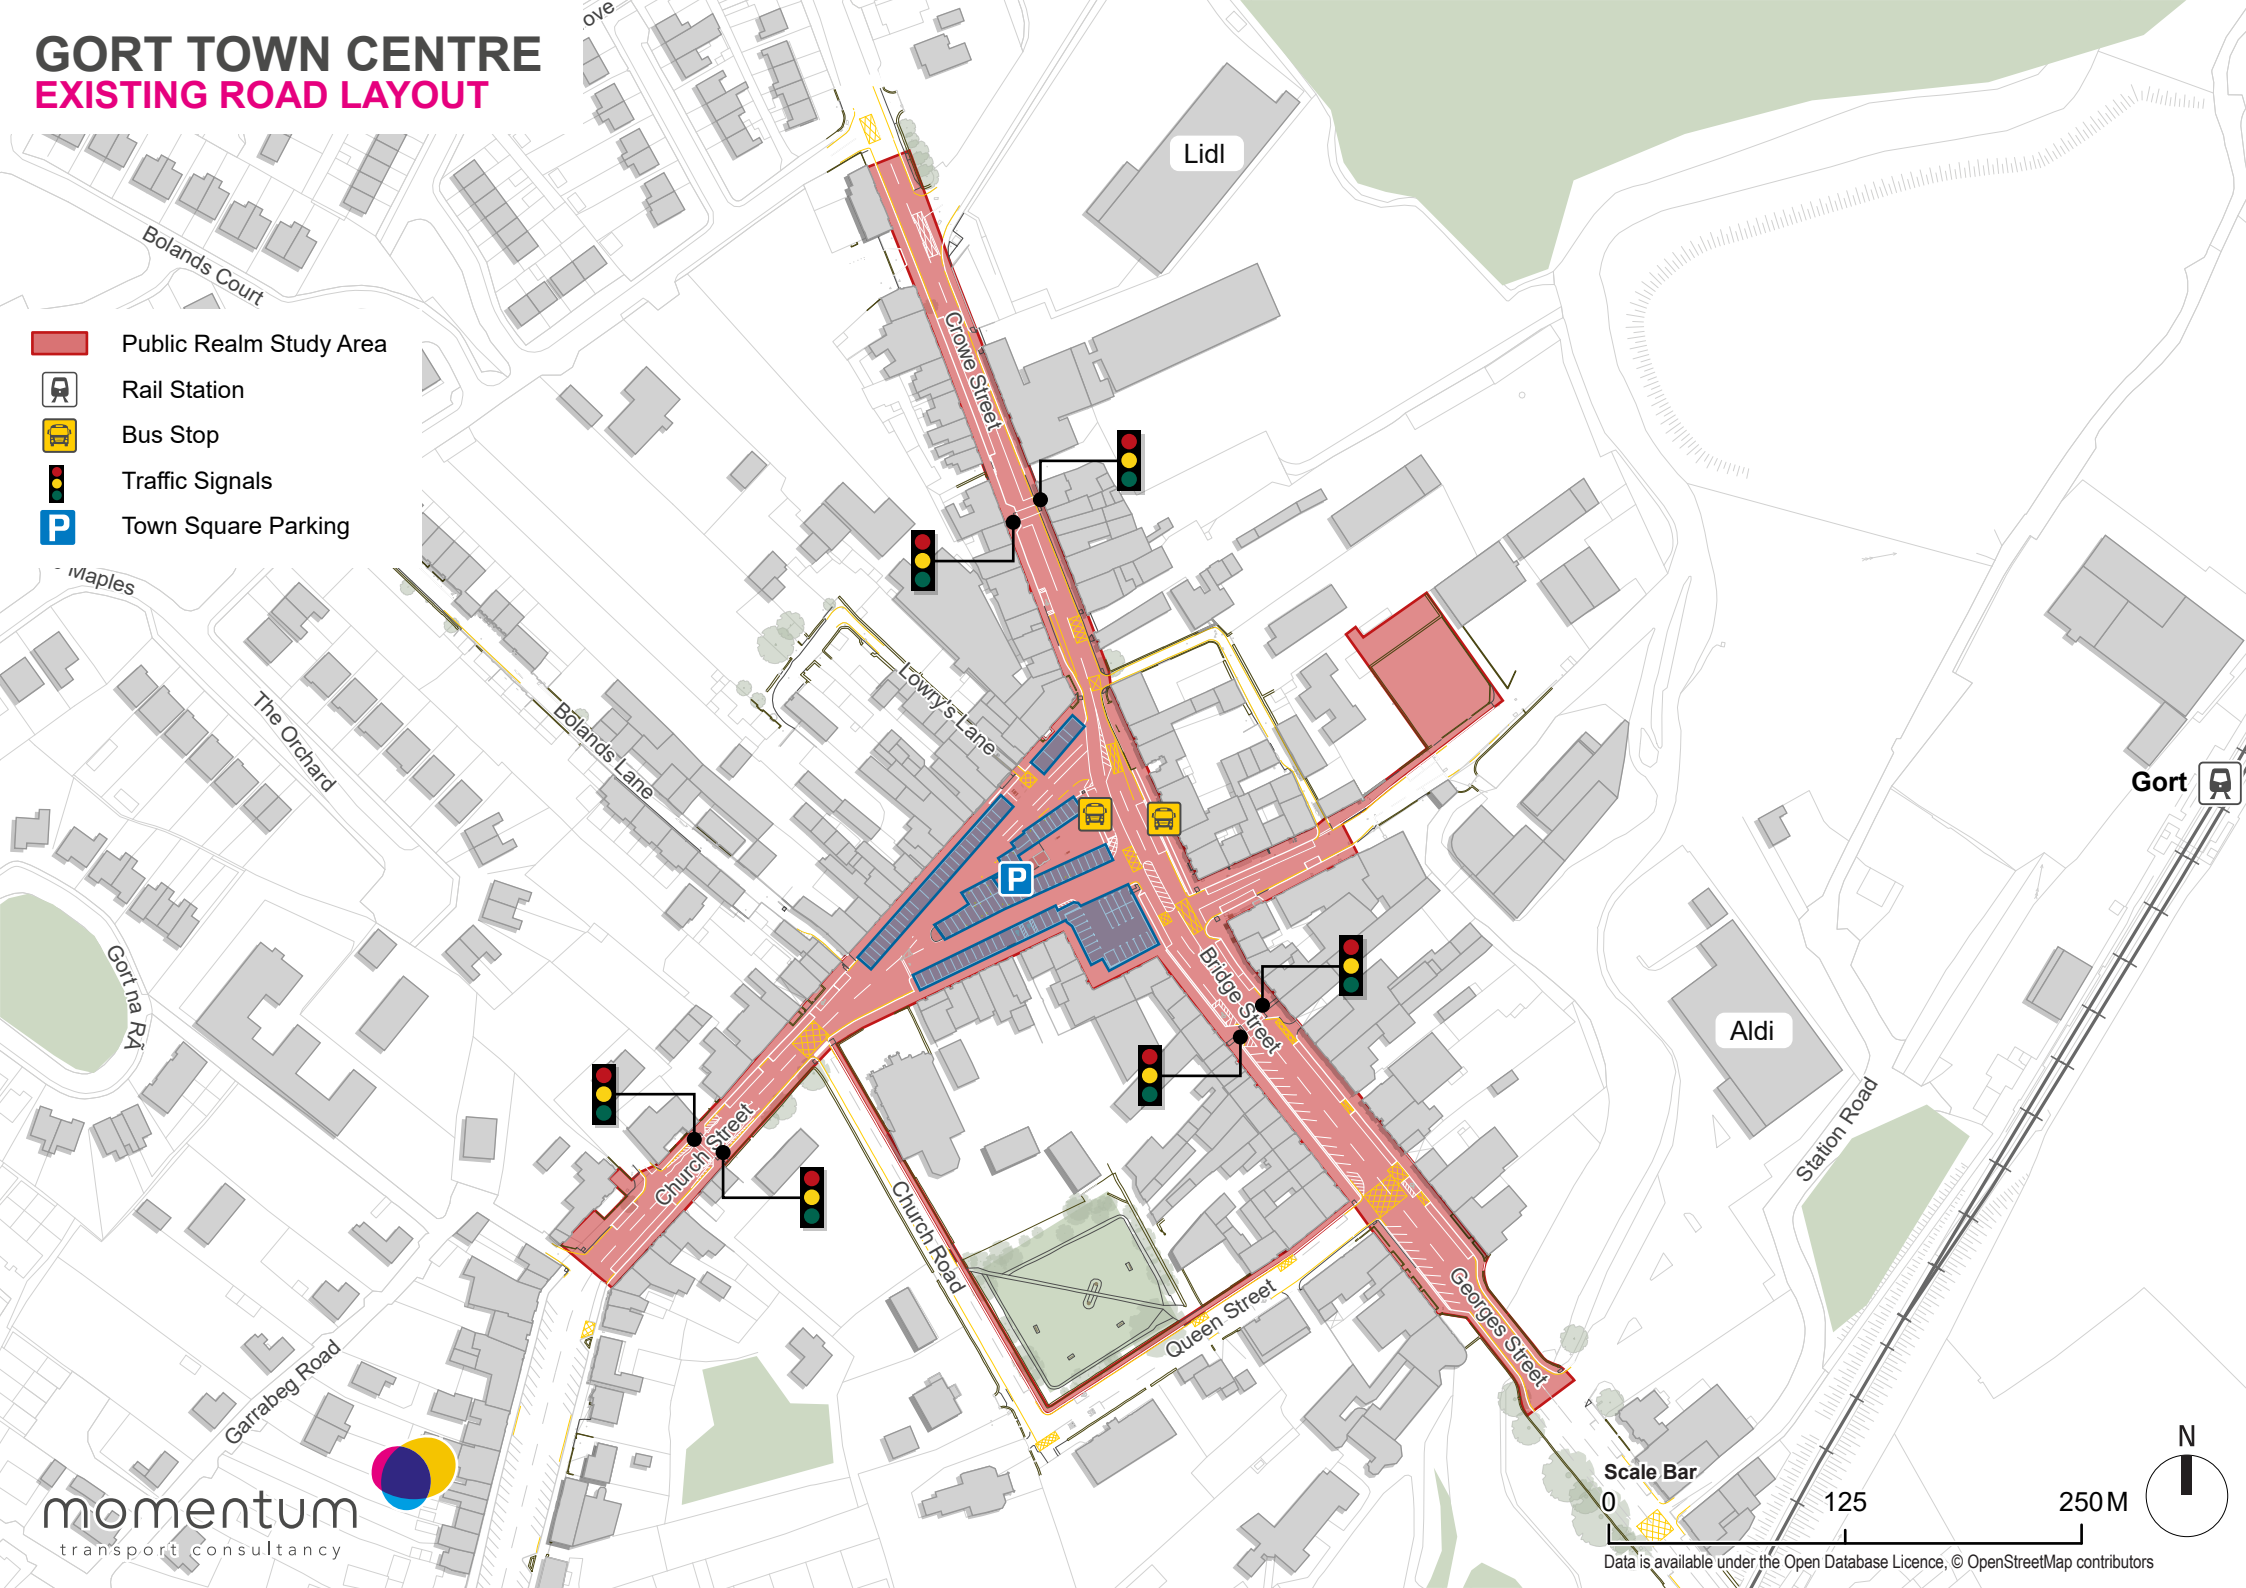 GORT TOWN CENTRE
EXISTING ROAD LAYOUT
ove
Lidl
Bolands Court
Public Realm Study Area
Rail Station
Bus Stop
Traffic Signals
P
Town Square Parking
Crowe Street
Maples
The Orchard
Bolands Lane
Lowry's Lane
Gort
P
Gort na RÃ
Bridge Street
Aldi
Station Road
Church Street
Church Road
Queen Street
Georges Street
Garrabeg Road
momentum
transport consultancy
N
Scale Bar
0 125 250 M
Data is available under the Open Database Licence, © OpenStreetMap contributors